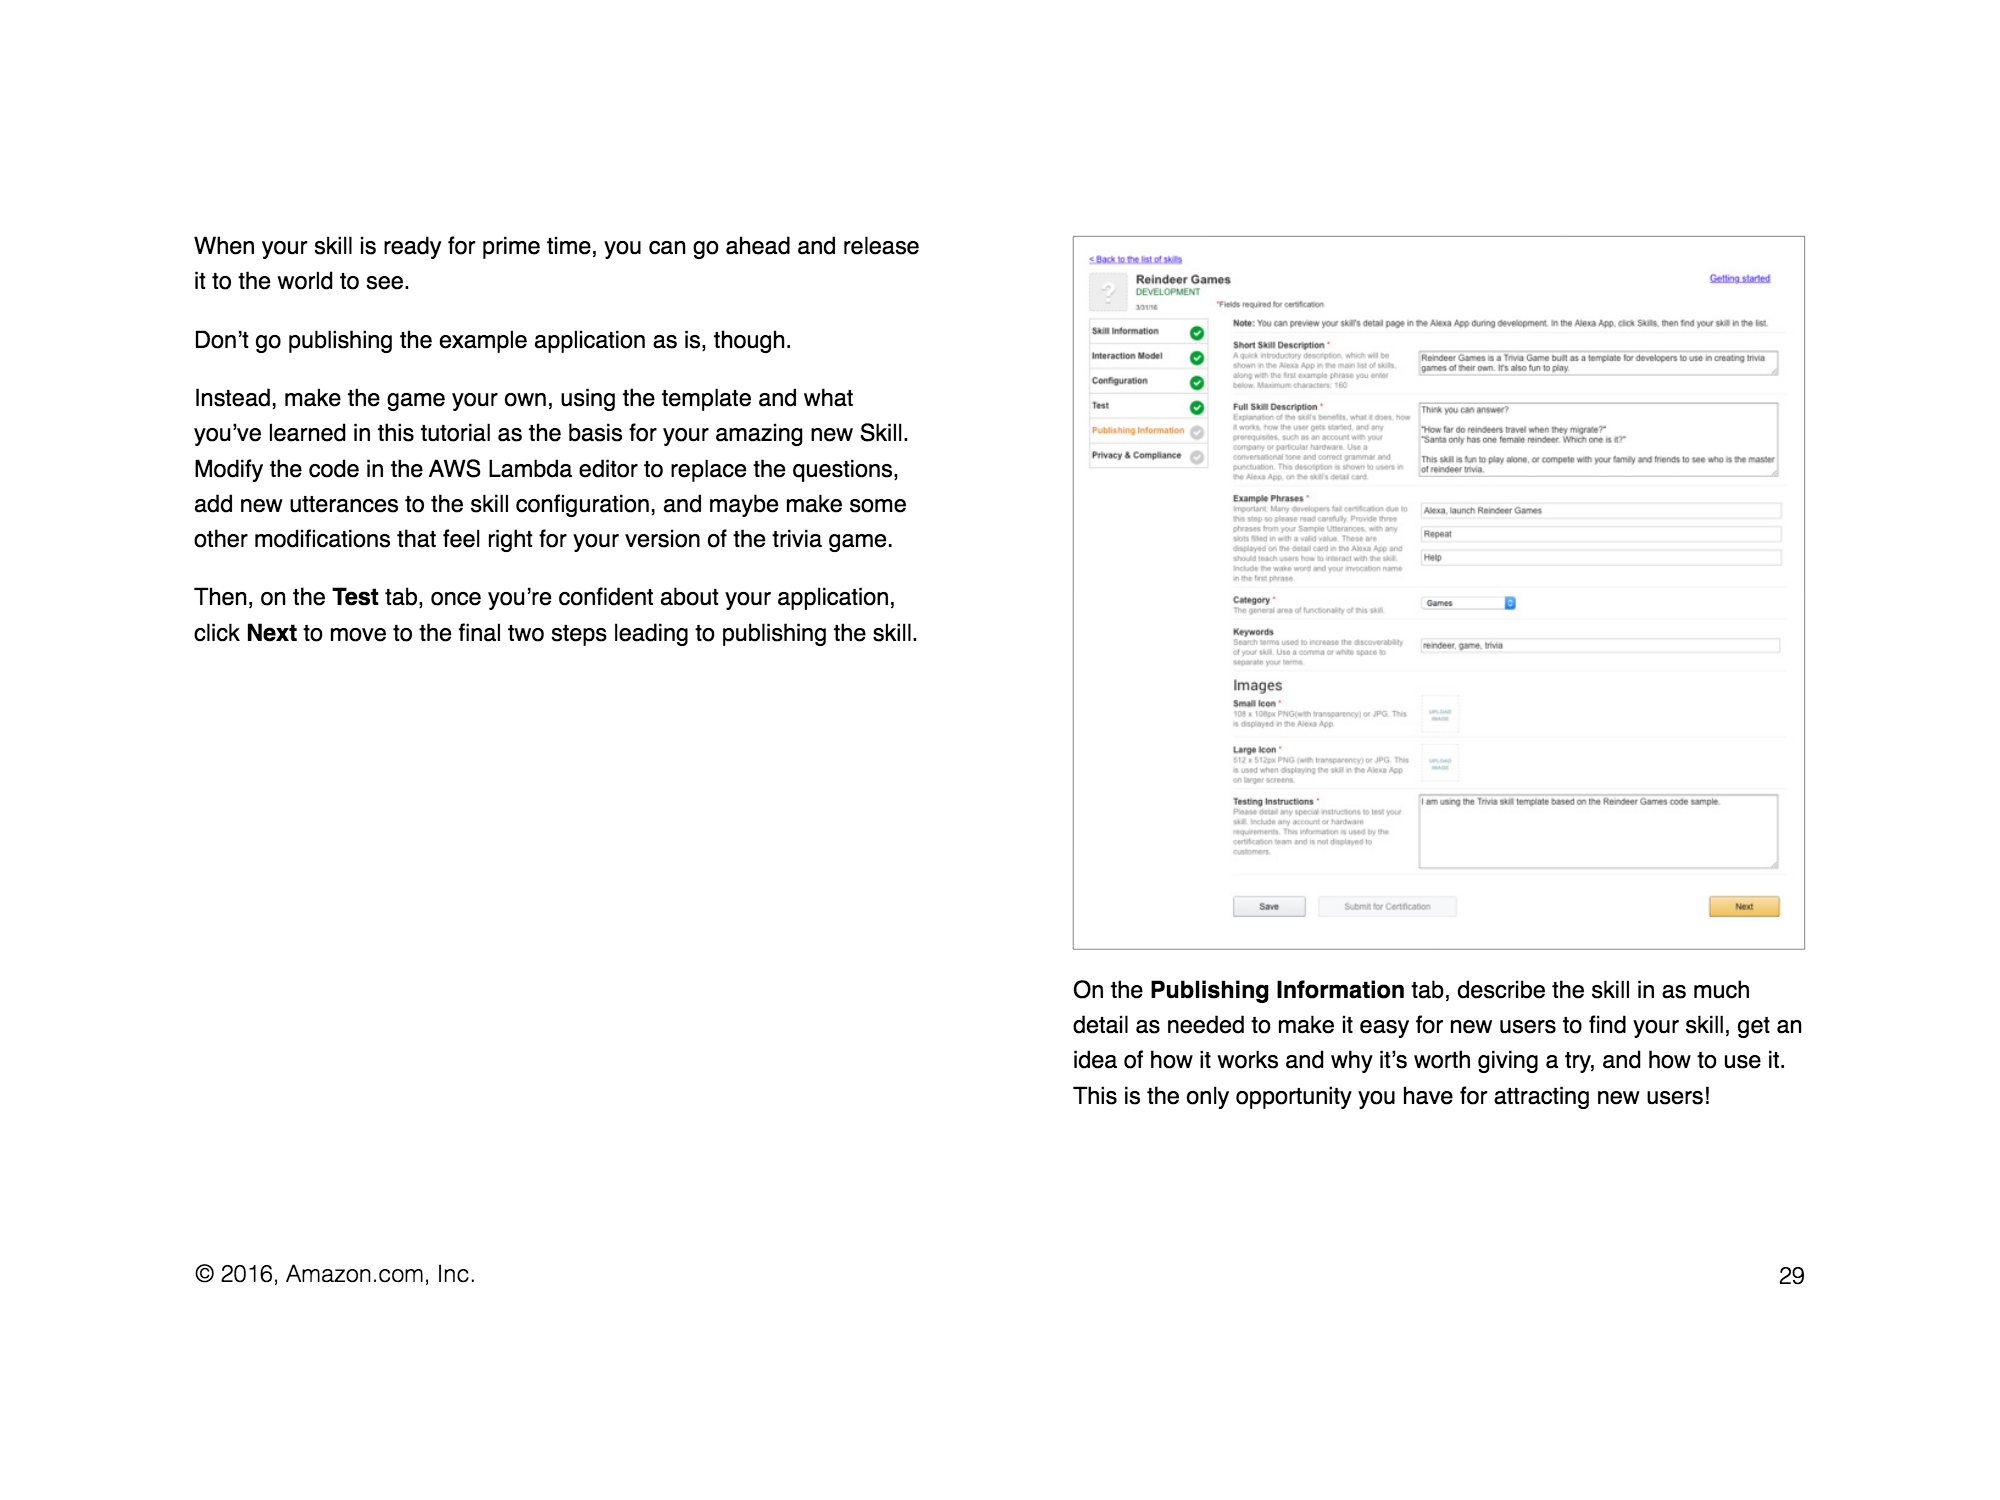 When your skill is ready for prime time, you can go ahead and release
it to the world to see.
Don’t go publishing the example application as is, though.
Instead, make the game your own, using the template and what
you’ve learned in this tutorial as the basis for your amazing new Skill.
Modify the code in the AWS Lambda editor to replace the questions,
add new utterances to the skill configuration, and maybe make some
other modifications that feel right for your version of the trivia game.
Then, on the Test tab, once you’re confident about your application,
click Next to move to the final two steps leading to publishing the skill.
< Back to the list of skills
?
Reindeer Games
DEVELOPMENT
3/31/16
Getting started
*Fields required for certification
Skill Information
Interaction Model
Configuration
Test
Publishing Information
Privacy & Compliance
Note: You can preview your skill's detail page in the Alexa App during development. In the Alexa App, click Skills, then find your skill in the list.
Short Skill Description *
A quick introductory description, which will be
shown in the Alexa App in the main list of skills,
along with the first example phrase you enter
below. Maximum characters: 160
Reindeer Games is a Trivia Game built as a template for developers to use in creating trivia
games of their own. It's also fun to play.
Full Skill Description *
Explanation of the skill's benefits, what it does, how
it works, how the user gets started, and any
prerequisites, such as an account with your
company or particular hardware. Use a
conversational tone and correct grammar and
punctuation. This description is shown to users in
the Alexa App, on the skill's detail card.
Think you can answer?
"How far do reindeers travel when they migrate?"
"Santa only has one female reindeer. Which one is it?"
This skill is fun to play alone, or compete with your family and friends to see who is the master
of reindeer trivia.
Example Phrases *
Important: Many developers fail certification due to
this step so please read carefully. Provide three
phrases from your Sample Utterances, with any
slots filled in with a valid value. These are
displayed on the detail card in the Alexa App and
should teach users how to interact with the skill.
Include the wake word and your invocation name
in the first phrase.
Alexa, launch Reindeer Games
Repeat
Help
Category *
The general area of functionality of this skill.
Games
Keywords
Search terms used to increase the discoverability
of your skill. Use a comma or white space to
separate your terms.
reindeer, game, trivia
Images
Small Icon *
108 x 108px PNG(with transparency) or JPG. This
is displayed in the Alexa App.
UPLOAD
IMAGE
Large Icon *
512 x 512px PNG (with transparency) or JPG. This
is used when displaying the skill in the Alexa App
on larger screens.
UPLOAD
IMAGE
Testing Instructions *
Please detail any special instructions to test your
skill. Include any account or hardware
requirements. This information is used by the
certification team and is not displayed to
customers.
I am using the Trivia skill template based on the Reindeer Games code sample.
Save
Submit for Certification
Next
On the Publishing Information tab, describe the skill in as much
detail as needed to make it easy for new users to find your skill, get an
idea of how it works and why it’s worth giving a try, and how to use it.
This is the only opportunity you have for attracting new users!
© 2016, Amazon.com, Inc.
29